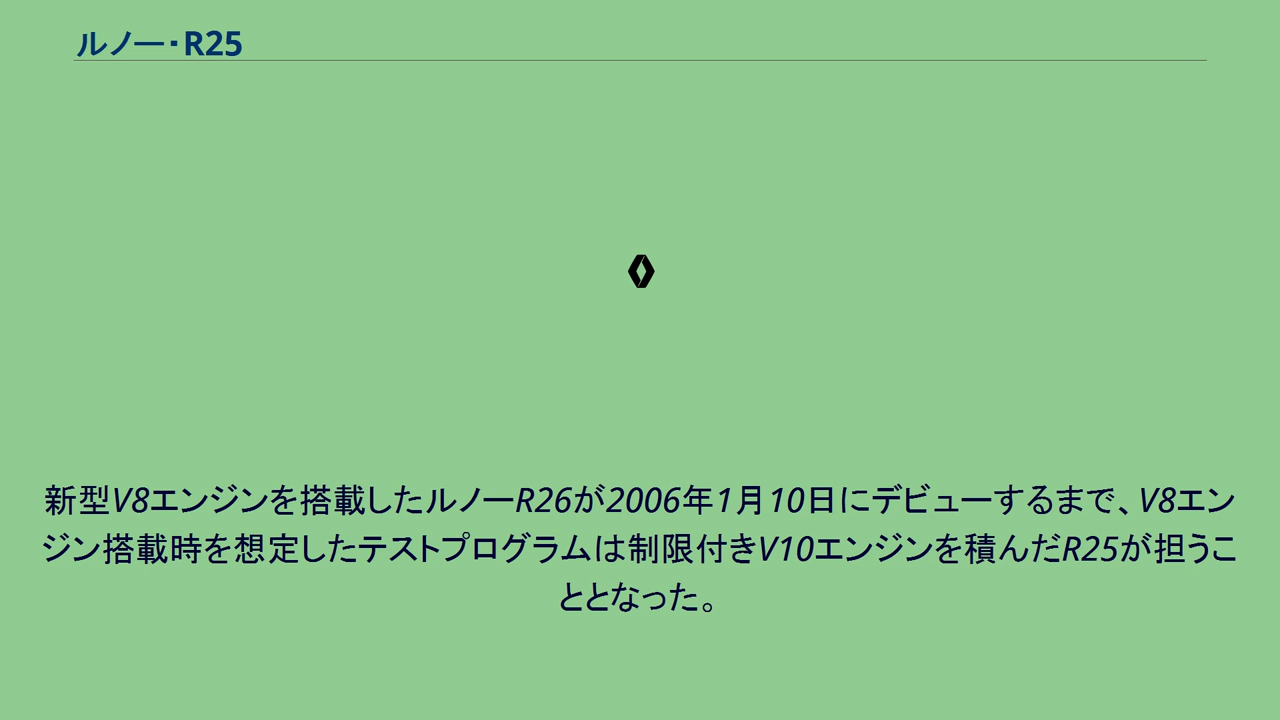 ルノー・R25
新型V8エンジンを搭載したルノーR26が2006年1月10日にデビューするまで、V8エン
ジン搭載時を想定したテストプログラムは制限付きV10エンジンを積んだR25が担うこ
ととなった。